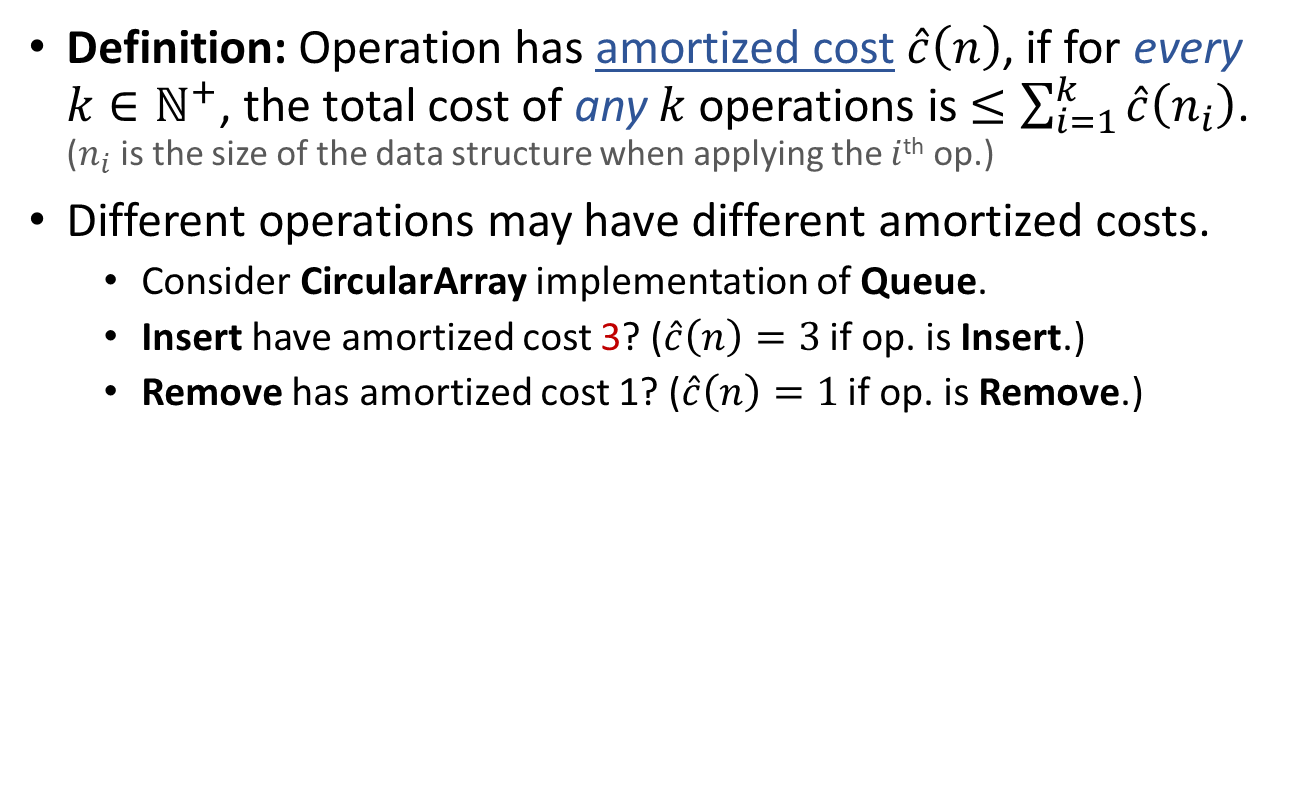 • Definition: Operation has amortized cost ĉ(n), if for every
k ∈ ℕ⁺, the total cost of any k operations is ≤ ∑ᵏᵢ₌₁ ĉ(nᵢ).
(nᵢ is the size of the data structure when applying the iᵗʰ op.)
• Different operations may have different amortized costs.
• Consider CircularArray implementation of Queue.
• Insert have amortized cost 3? (ĉ(n) = 3 if op. is Insert.)
• Remove has amortized cost 1? (ĉ(n) = 1 if op. is Remove.)